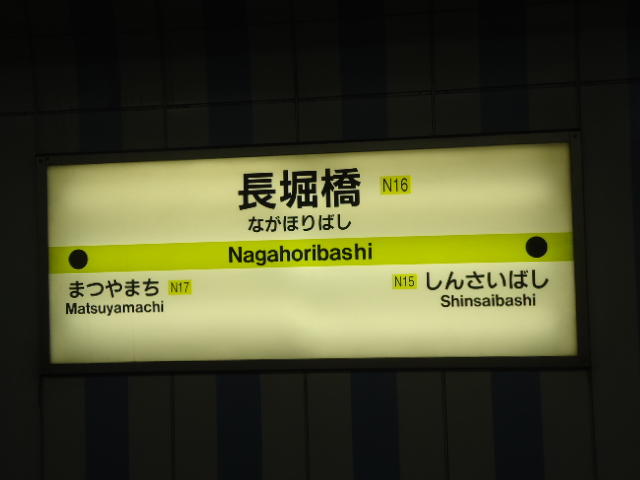 長堀橋 N16
ながほりばし
Nagahoribashi
まつやまち N17
Matsuyamachi
N15 しんさいばし
Shinsaibashi